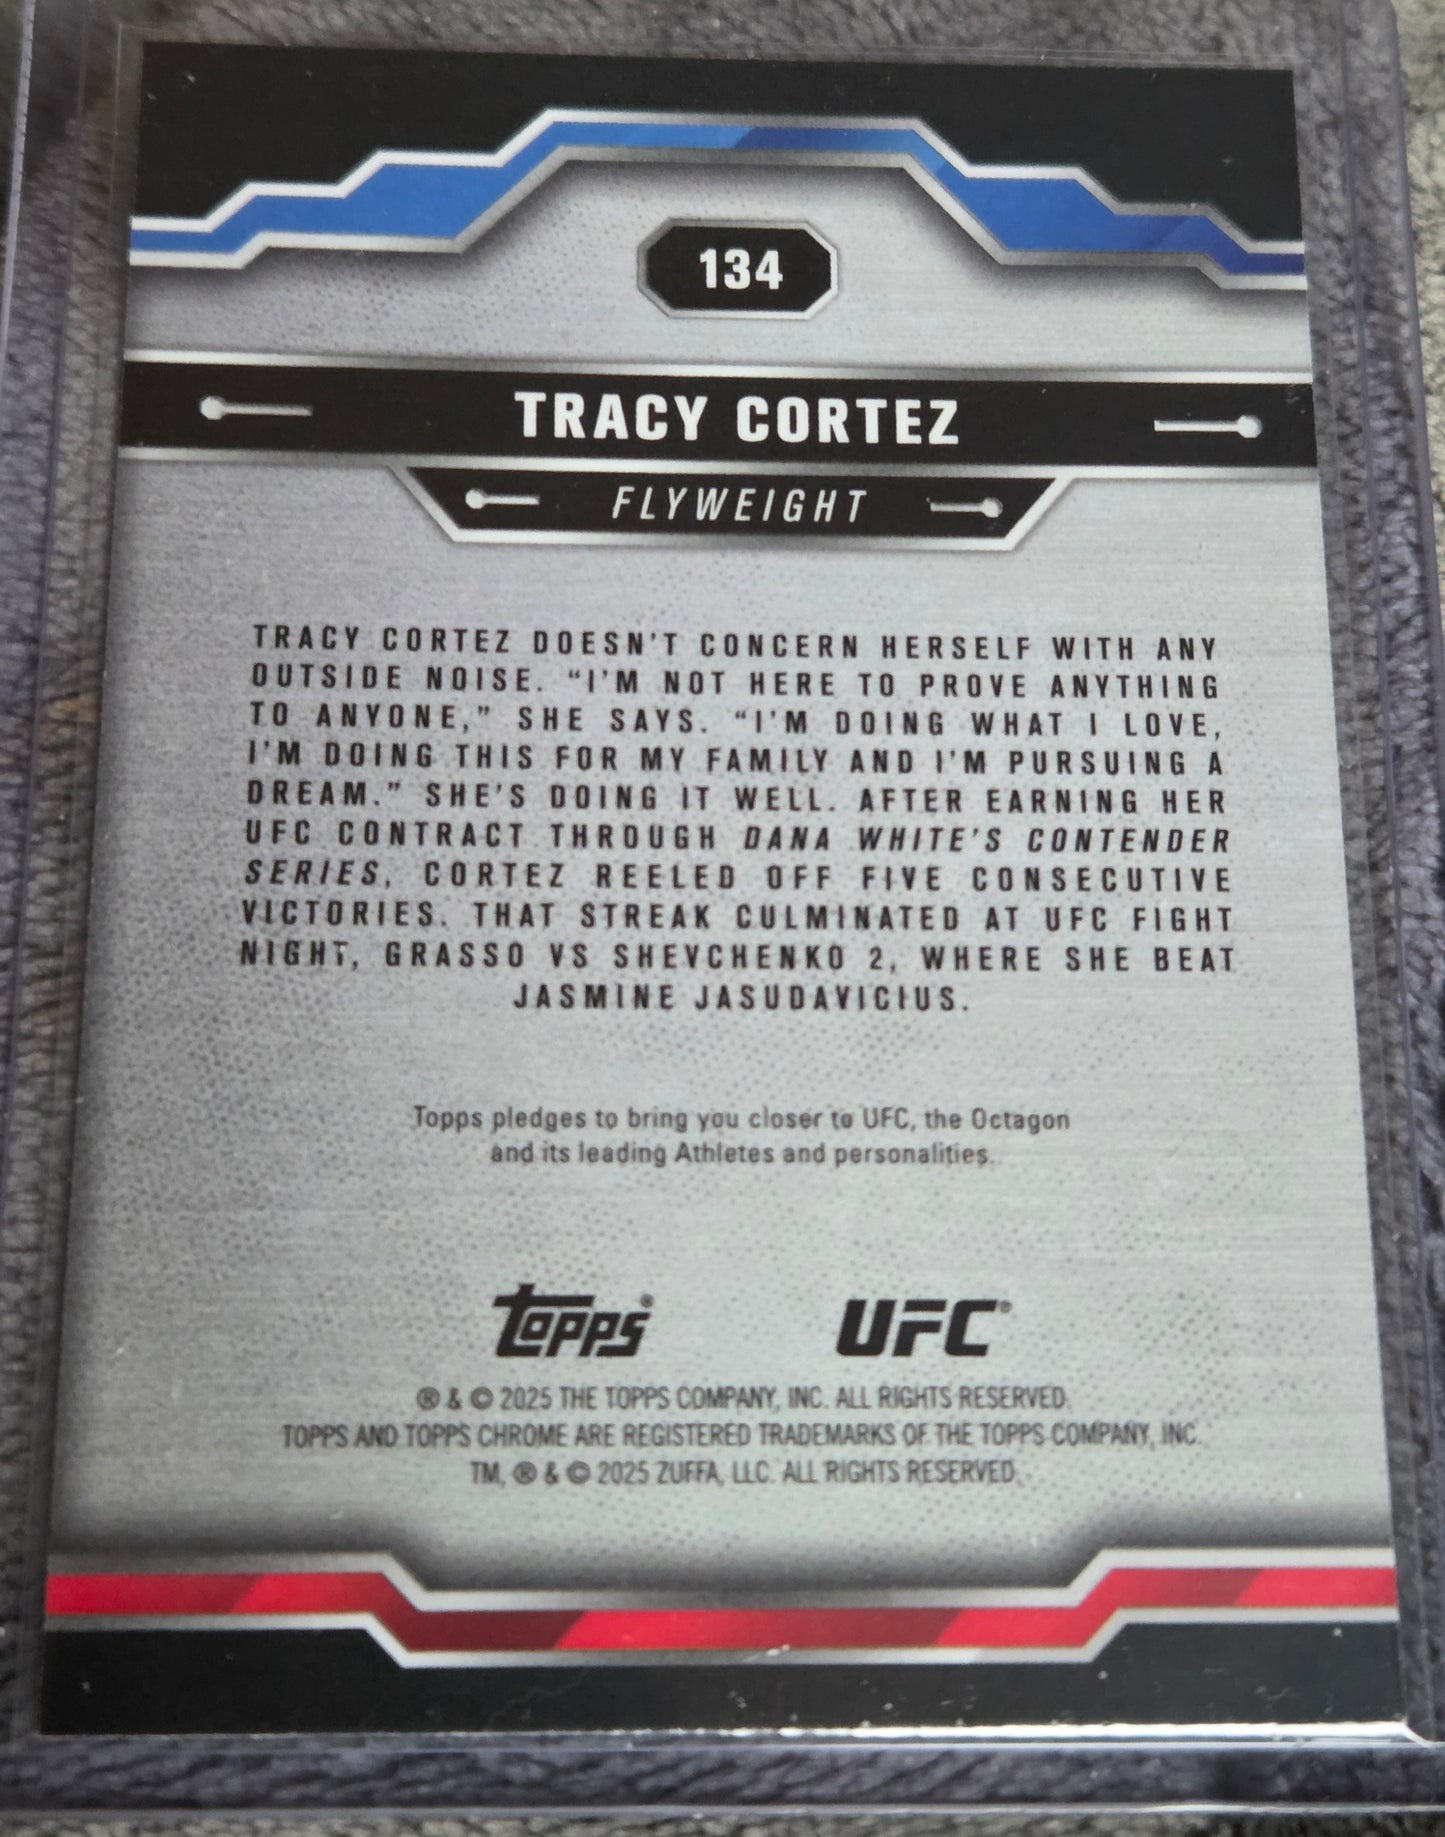 134
TRACY CORTEZ
FLYWEIGHT
TRACY CORTEZ DOESN'T CONCERN HERSELF WITH ANY
OUTSIDE NOISE. “I'M NOT HERE TO PROVE ANYTHING
TO ANYONE,” SHE SAYS. “I'M DOING WHAT I LOVE,
I'M DOING THIS FOR MY FAMILY AND I'M PURSUING A
DREAM.” SHE'S DOING IT WELL. AFTER EARNING HER
UFC CONTRACT THROUGH DANA WHITE'S CONTENDER
SERIES, CORTEZ REELED OFF FIVE CONSECUTIVE
VICTORIES. THAT STREAK CULMINATED AT UFC FIGHT
NIGHT, GRASSO VS SHEVCHENKO 2, WHERE SHE BEAT
JASMINE JASUDAVICIUS.
Topps pledges to bring you closer to UFC, the Octagon
and its leading Athletes and personalities.
topps® UFC®
® & © 2025 THE TOPPS COMPANY, INC. ALL RIGHTS RESERVED.
TOPPS AND TOPPS CHROME ARE REGISTERED TRADEMARKS OF THE TOPPS COMPANY, INC.
TM, ® & © 2025 ZUFFA, LLC. ALL RIGHTS RESERVED.